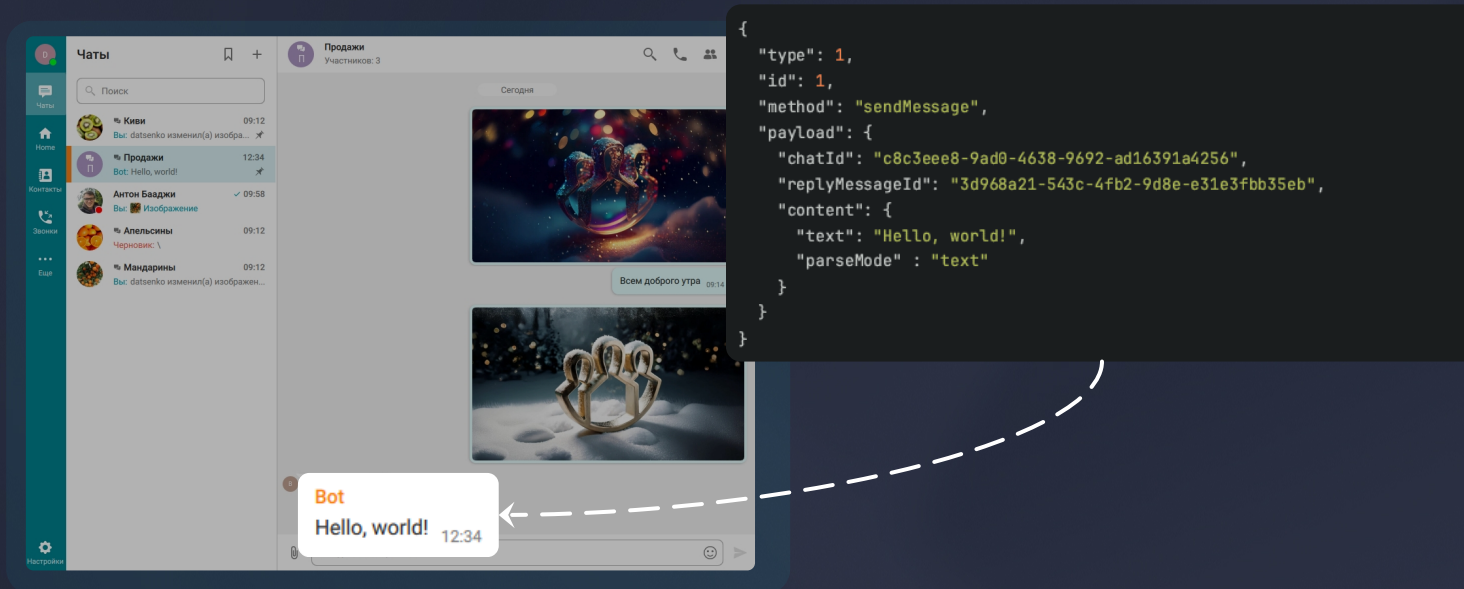 D
Чаты
Home
Контакты
Звонки
Еще
Настройки
Чаты
Поиск
Киви
09:12
Вы: datsenko изменил(а) изобра...
Продажи
12:34
Bot: Hello, world!
Антон Бааджи
09:58
Вы: Изображение
Апельсины
09:12
Черновик: \
Мандарины
09:12
Вы: datsenko изменил(а) изображен...
П
П
Продажи
Участников: 3
Сегодня
Всем доброго утра
09:14
Bot
Hello, world!
12:34
{
"type": 1,
"id": 1,
"method": "sendMessage",
"payload": {
"chatId": "c8c3eee8-9ad0-4638-9692-ad16391a4256",
"replyMessageId": "3d968a21-543c-4fb2-9d8e-e31e3fbb35eb",
"content": {
"text": "Hello, world!",
"parseMode" : "text"
}
}
}